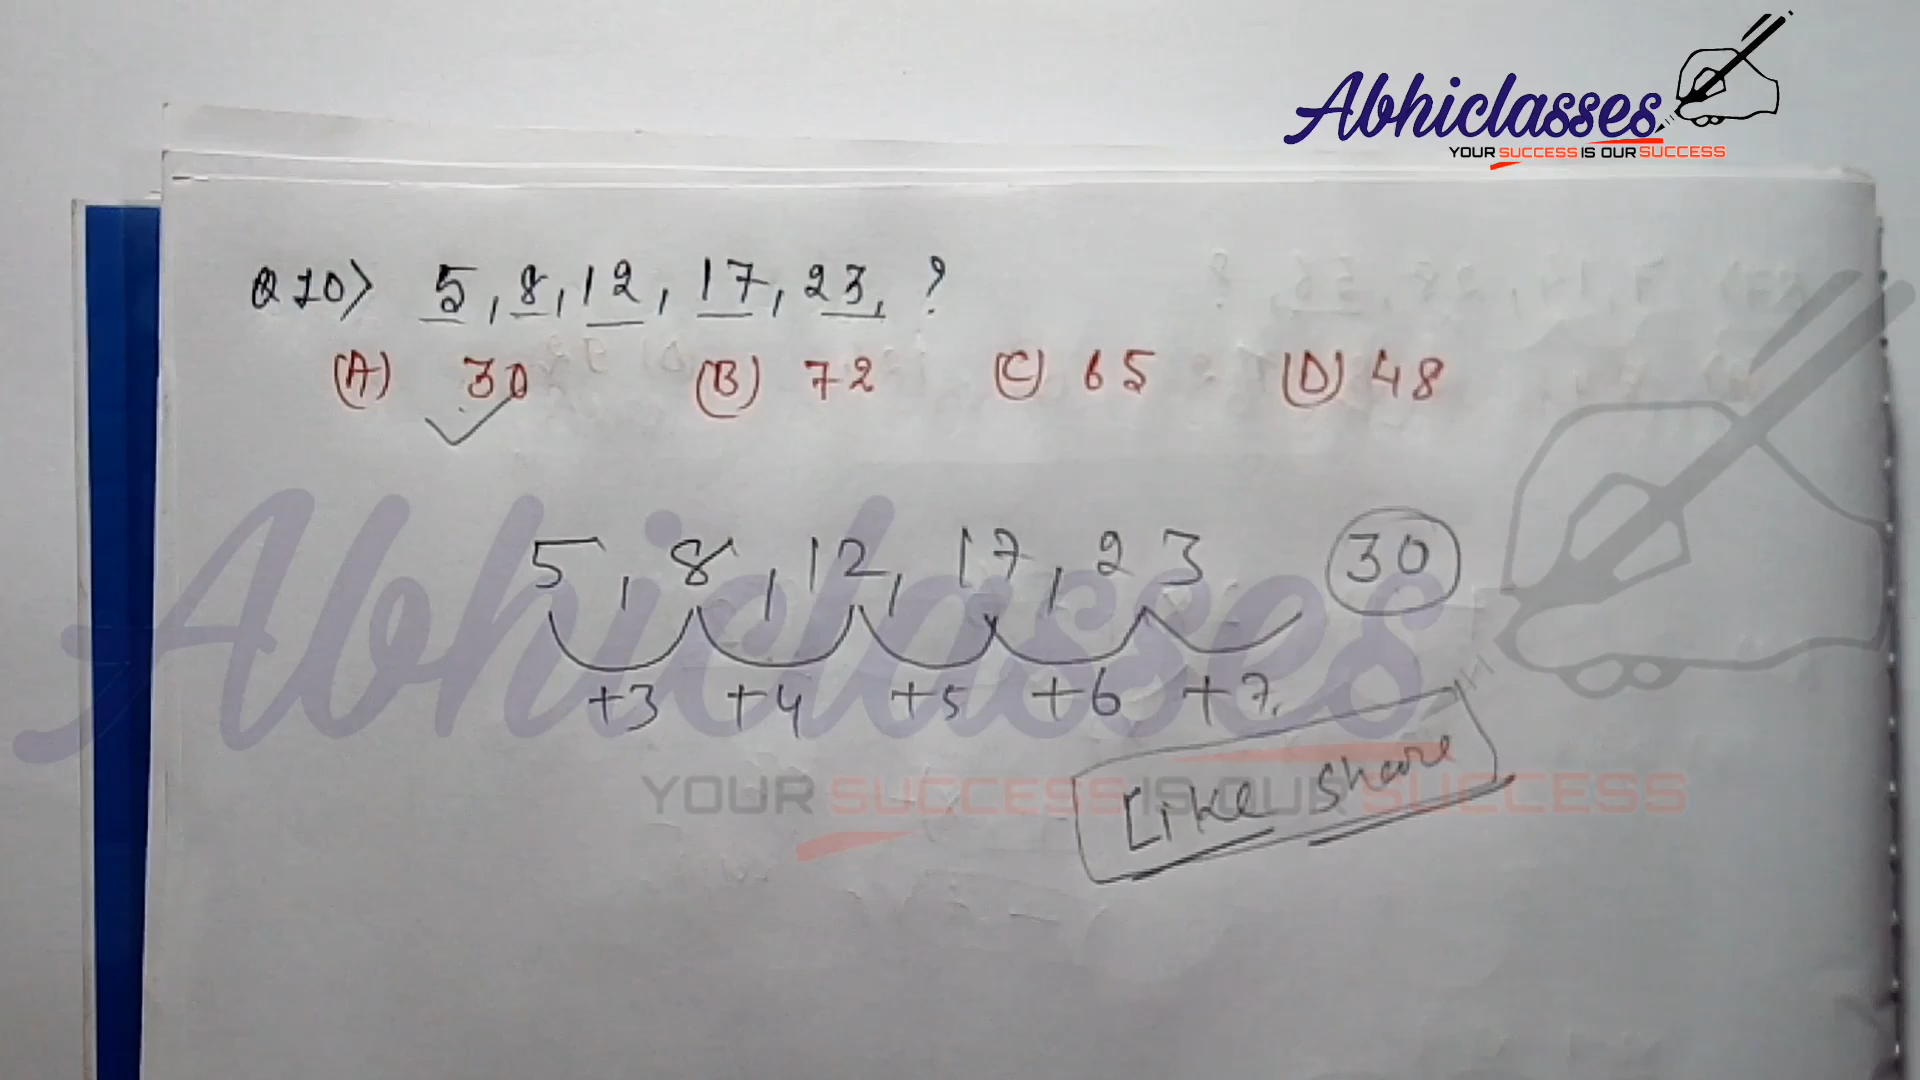 Abhiclasses
YOUR SUCCESS IS OUR SUCCESS
Q10> 5, 8, 12, 17, 23, ?
(A) 30 (B) 72 (C) 65 (D) 48
5, 8, 12, 17, 23 30
+3 +4 +5 +6 +7
Abhiclasses
YOUR SUCCESS IS OUR SUCCESS
Like Share